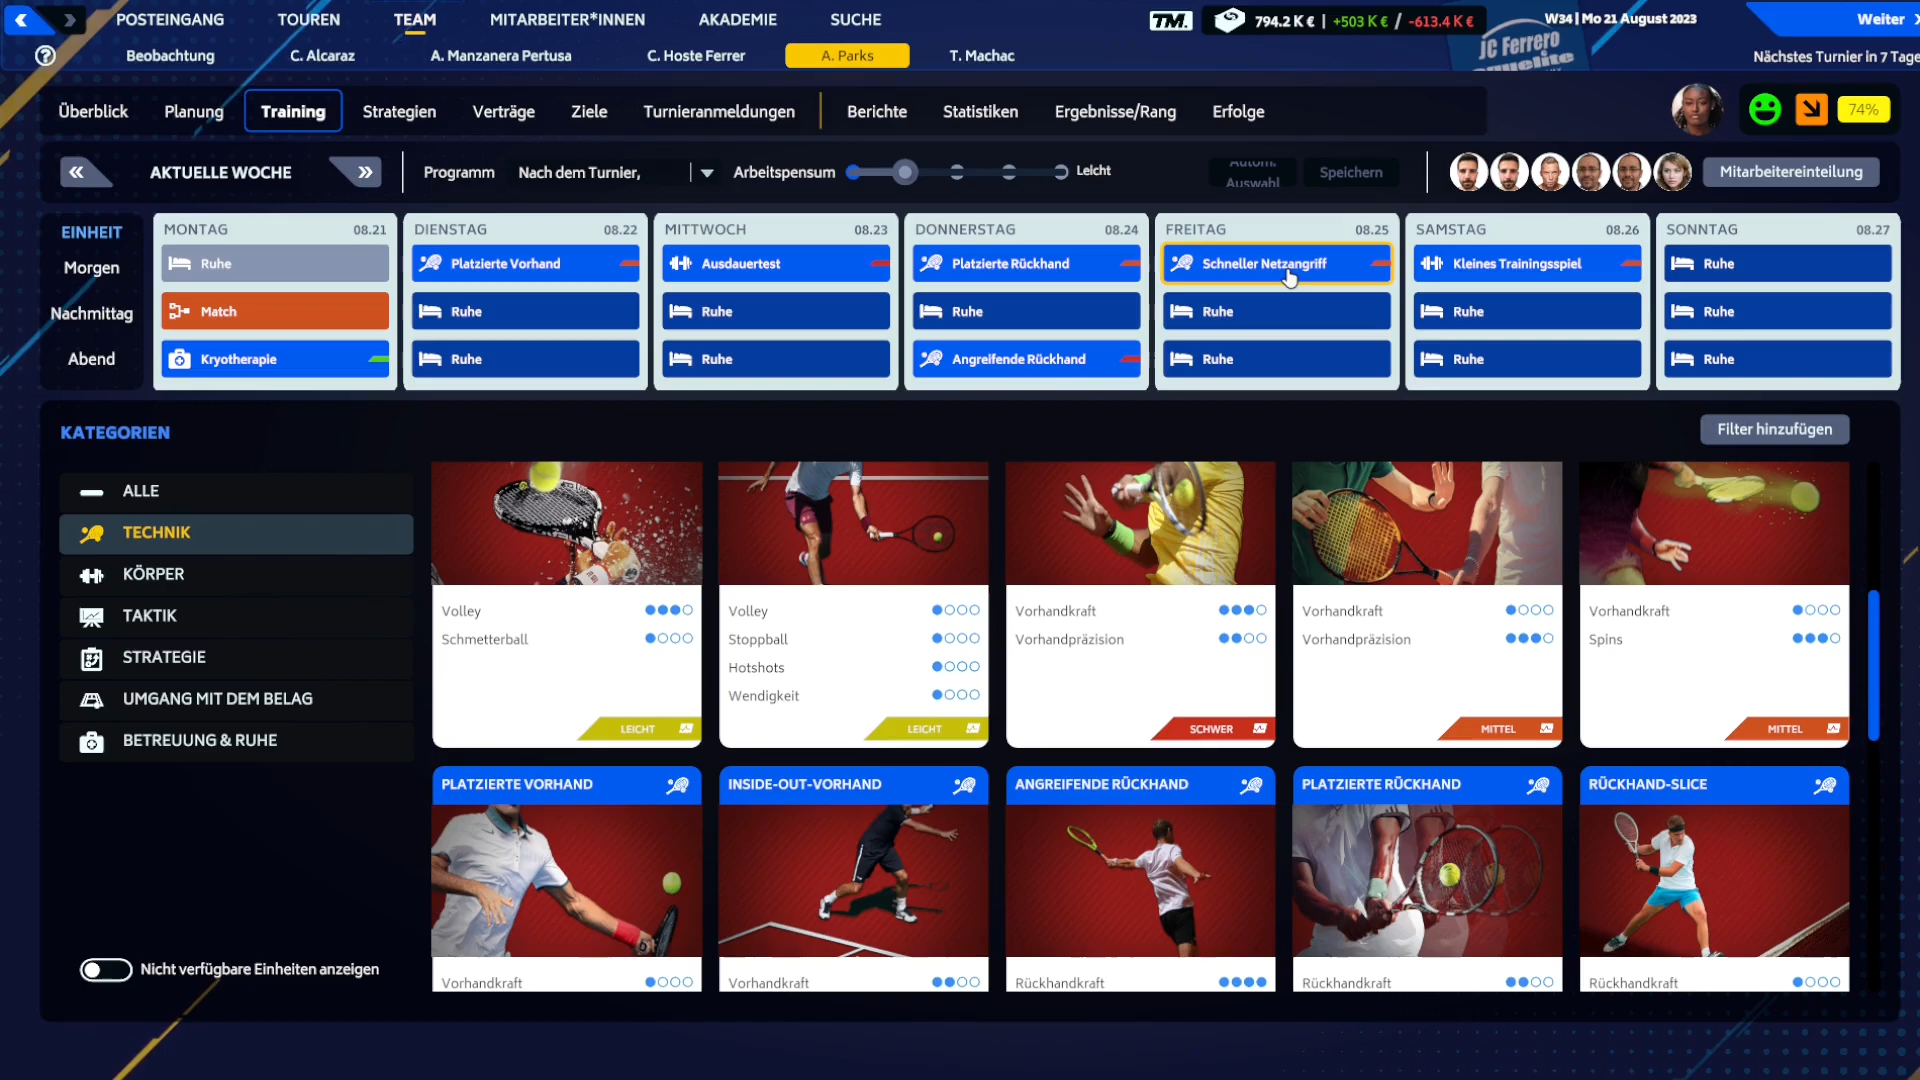 POSTEINGANG
TOUREN
TEAM
MITARBEITER*INNEN
AKADEMIE
SUCHE
TM.
794.2 K € | +503 K € / -613.4 K €
W34 | Mo 21 August 2023
Weiter
Beobachtung
C. Alcaraz
A. Manzanera Pertusa
C. Hoste Ferrer
A. Parks
T. Machac
JC Ferrero
equelite
Nächstes Turnier in 7 Tage
Überblick
Planung
Training
Strategien
Verträge
Ziele
Turnieranmeldungen
Berichte
Statistiken
Ergebnisse/Rang
Erfolge
74%
AKTUELLE WOCHE
Programm
Nach dem Turnier,
Arbeitspensum
Leicht
Autom.
Auswahl
Speichern
Mitarbeitereinteilung
EINHEIT
Morgen
Nachmittag
Abend
MONTAG 08.21
Ruhe
Match
Kryotherapie
DIENSTAG 08.22
Platzierte Vorhand
Ruhe
Ruhe
MITTWOCH 08.23
Ausdauertest
Ruhe
Ruhe
DONNERSTAG 08.24
Platzierte Rückhand
Ruhe
Angreifende Rückhand
FREITAG 08.25
Schneller Netzangriff
Ruhe
Ruhe
SAMSTAG 08.26
Kleines Trainingsspiel
Ruhe
Ruhe
SONNTAG 08.27
Ruhe
Ruhe
Ruhe
KATEGORIEN
Filter hinzufügen
ALLE
TECHNIK
KÖRPER
TAKTIK
STRATEGIE
UMGANG MIT DEM BELAG
BETREUUNG & RUHE
Nicht verfügbare Einheiten anzeigen
Volley
Schmetterball
LEICHT
Volley
Stoppball
Hotshots
Wendigkeit
LEICHT
Vorhandkraft
Vorhandpräzision
SCHWER
Vorhandkraft
Vorhandpräzision
MITTEL
Vorhandkraft
Spins
MITTEL
PLATZIERTE VORHAND
Vorhandkraft
INSIDE-OUT-VORHAND
Vorhandkraft
ANGREIFENDE RÜCKHAND
Rückhandkraft
PLATZIERTE RÜCKHAND
Rückhandkraft
RÜCKHAND-SLICE
Rückhandkraft